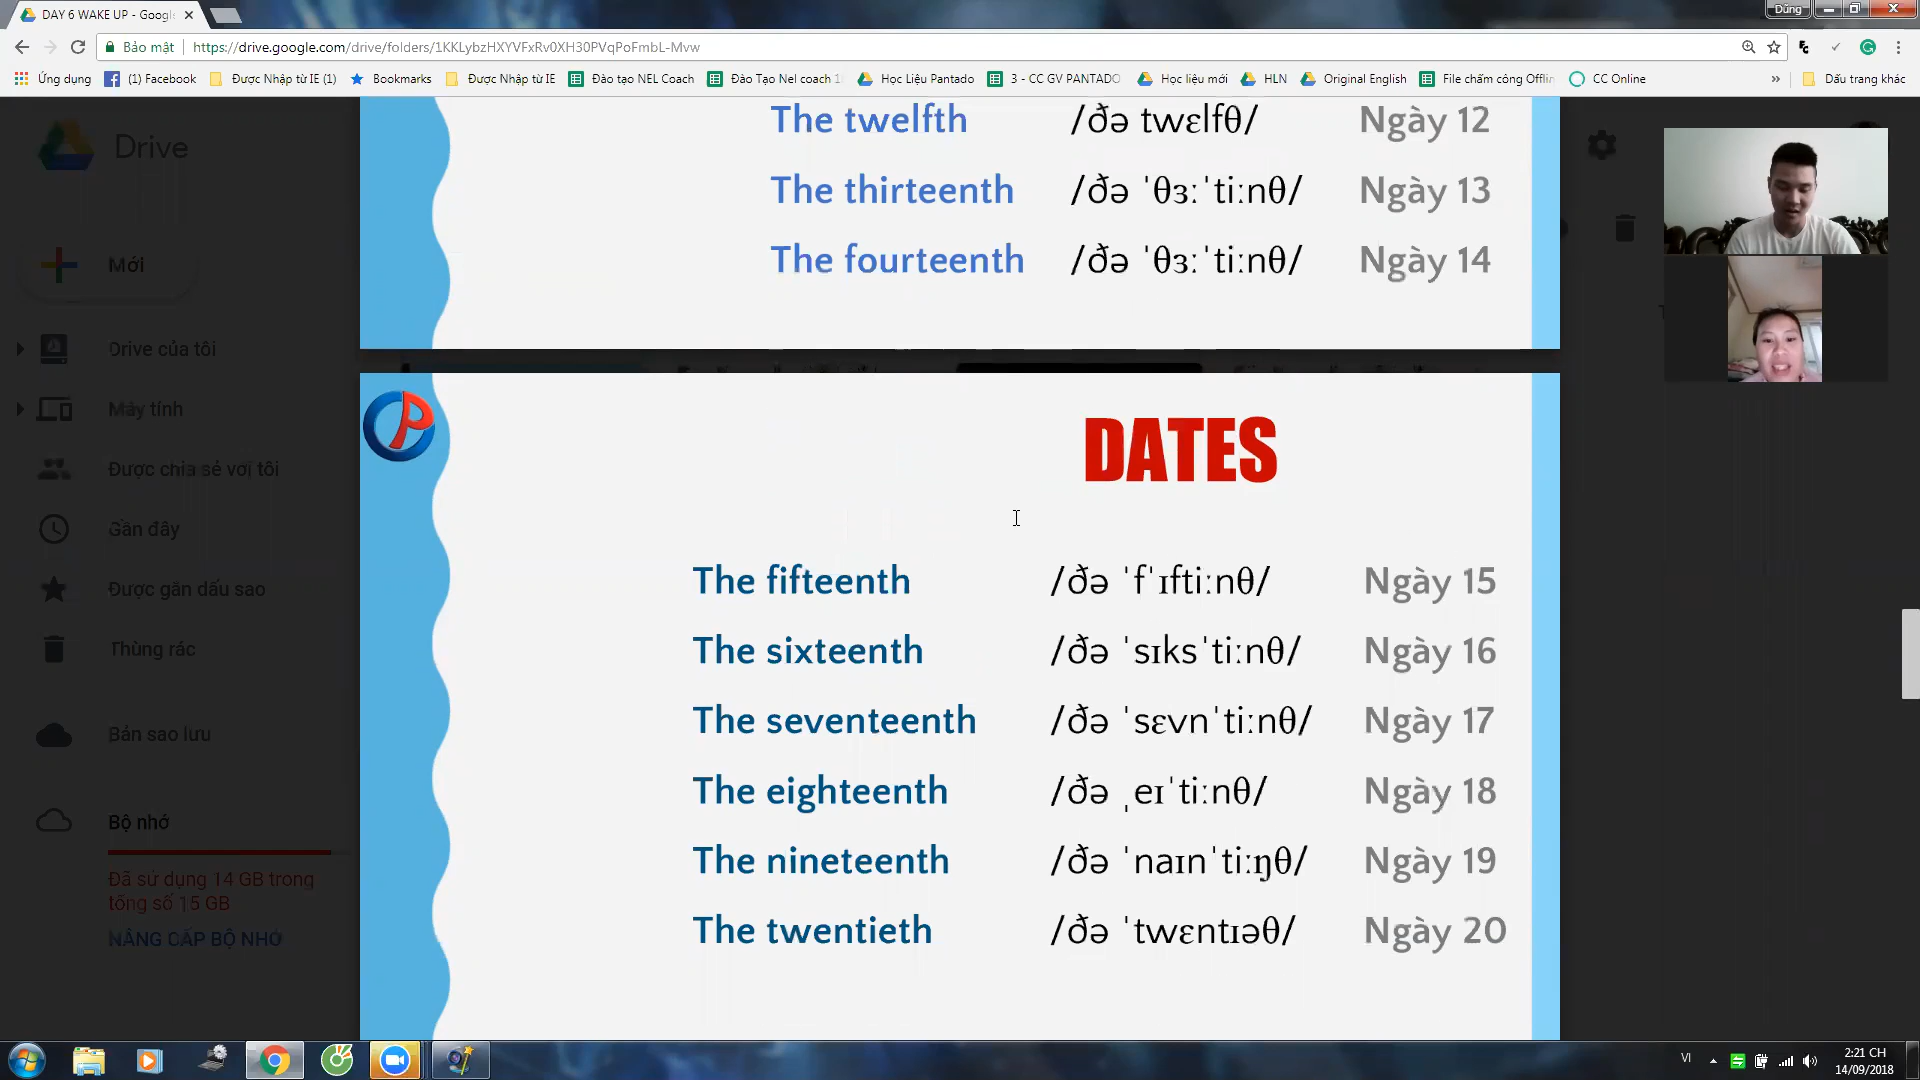 DAY 6 WAKE UP - Googl
Dũng
Bảo mật
https://drive.google.com/drive/folders/1KKLybzHXYVFxRv0XH30PVqPoFmbL-Mvw
Ứng dụng
(1) Facebook
Được Nhập từ IE (1)
Bookmarks
Được Nhập từ IE
Đào tạo NEL Coach
Đào Tạo Nel coach 1
Học Liệu Pantado
3 - CC GV PANTADO
Học liệu mới
HLN
Original English
File chấm công Offlin
CC Online
»
Dấu trang khác
Drive
Mới
Drive của tôi
Máy tính
Được chia sẻ với tôi
Gần đây
Được gắn dấu sao
Thùng rác
Bản sao lưu
Bộ nhớ
Đã sử dụng 14 GB trong
tổng số 15 GB
NÂNG CẤP BỘ NHỚ
The twelfth /ðə twɛlfθ/ Ngày 12
The thirteenth /ðə ˈθɜːˈtiːnθ/ Ngày 13
The fourteenth /ðə ˈθɜːˈtiːnθ/ Ngày 14
DATES
The fifteenth /ðə ˈfˈɪftiːnθ/ Ngày 15
The sixteenth /ðə ˈsɪksˈtiːnθ/ Ngày 16
The seventeenth /ðə ˈsɛvnˈtiːnθ/ Ngày 17
The eighteenth /ðə ˌeɪˈtiːnθ/ Ngày 18
The nineteenth /ðə ˈnaɪnˈtiːŋθ/ Ngày 19
The twentieth /ðə ˈtwɛntɪəθ/ Ngày 20
VI
2:21 CH
14/09/2018